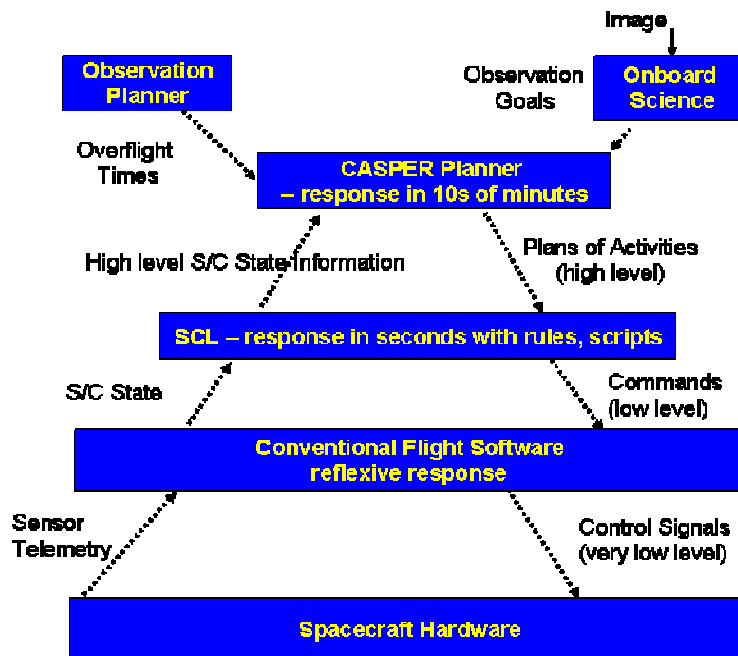 Image
Observation
Planner
Observation
Goals
Onboard
Science
Overflight
Times
CASPER Planner
– response in 10s of minutes
High level S/C State Information
Plans of Activities
(high level)
SCL – response in seconds with rules, scripts
S/C State
Commands
(low level)
Conventional Flight Software
reflexive response
Sensor
Telemetry
Control Signals
(very low level)
Spacecraft Hardware